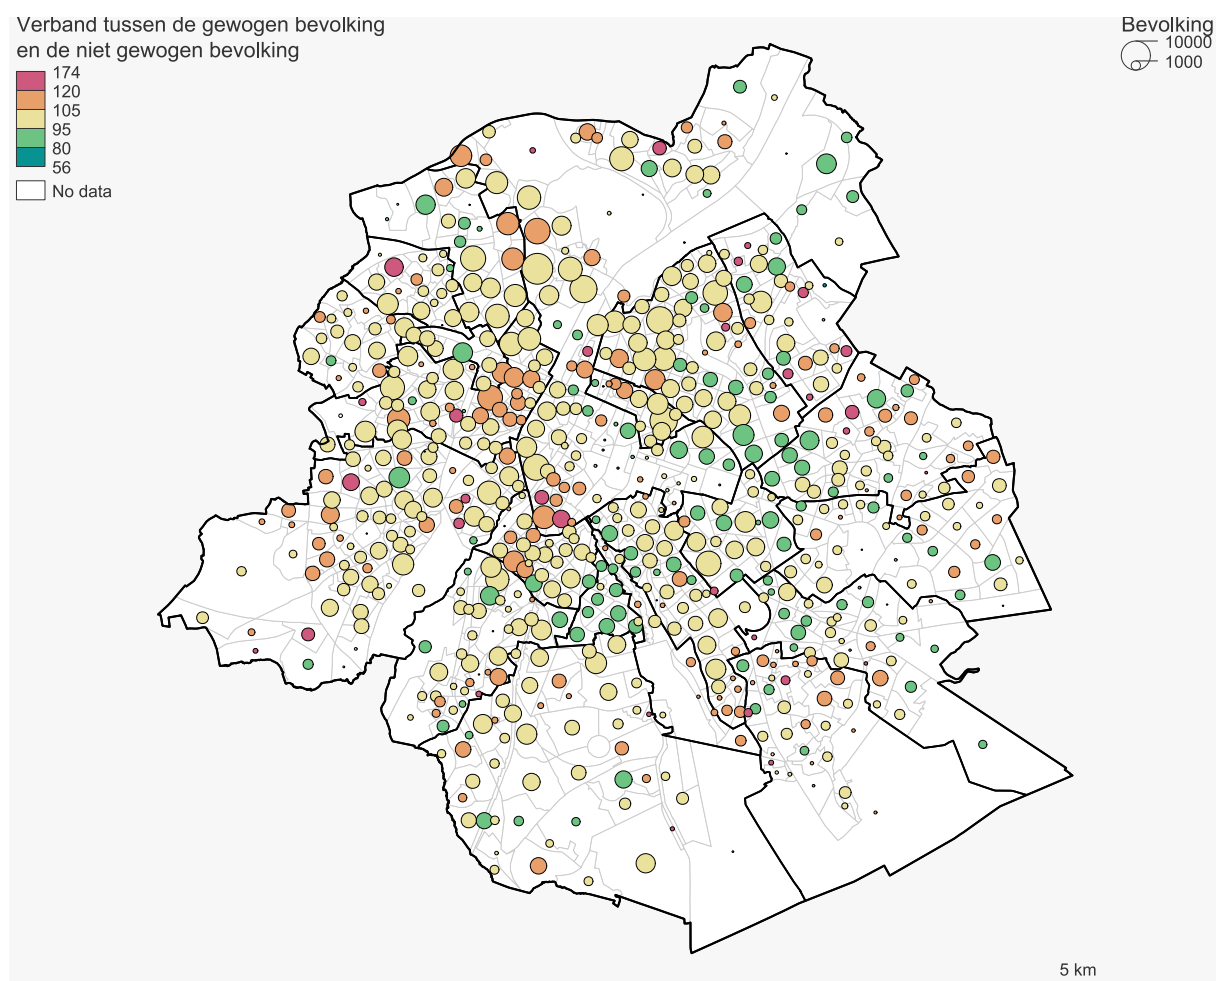 Verband tussen de gewogen bevolking
en de niet gewogen bevolking
174
120
105
95
80
56
No data
Bevolking
10000
1000
5 km